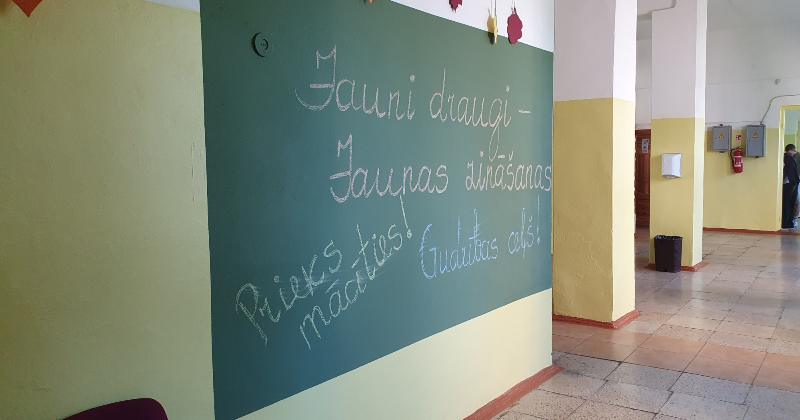 Jauni draugi –
Jaunas zināšanas
Prieks
mācīties!
Gudrības ceļš!